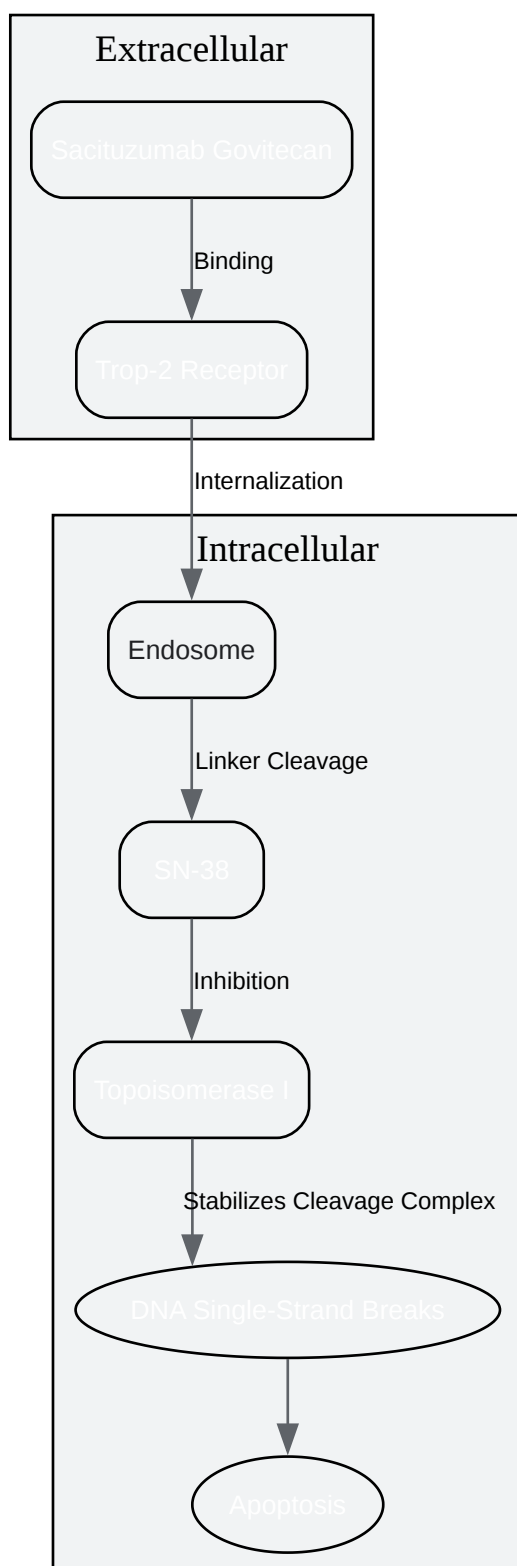 Extracellular
Sacituzumab Govitecan
Binding
Trop-2 Receptor
Internalization
Intracellular
Endosome
Linker Cleavage
SN-38
Inhibition
Topoisomerase I
Stabilizes Cleavage Complex
DNA Single-Strand Breaks
Apoptosis